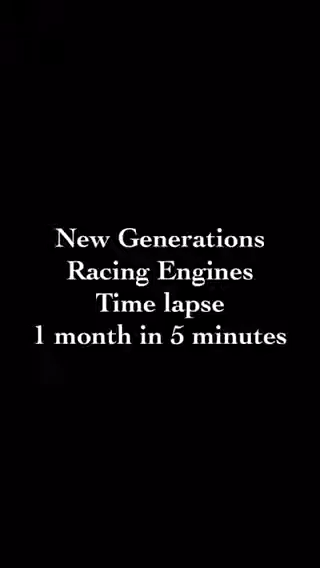 New Generations
Racing Engines
Time lapse
1 month in 5 minutes